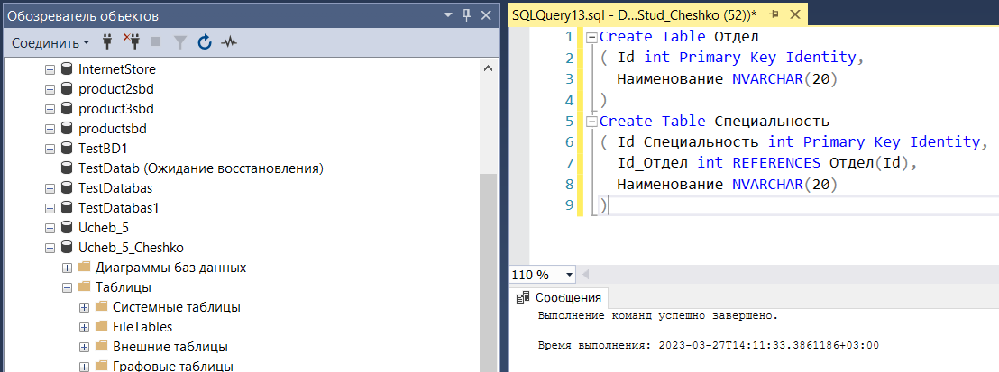 Обозреватель объектов
Соединить
InternetStore
product2sbd
product3sbd
productsbd
TestBD1
TestDatab (Ожидание восстановления)
TestDatabas
TestDatabas1
Ucheb_5
Ucheb_5_Cheshko
Диаграммы баз данных
Таблицы
Системные таблицы
FileTables
Внешние таблицы
Графовые таблицы
SQLQuery13.sql - D...Stud_Cheshko (52))*
1 Create Table Отдел
2 ( Id int Primary Key Identity,
3 Наименование NVARCHAR(20)
4 )
5 Create Table Специальность
6 ( Id_Специальность int Primary Key Identity,
7 Id_Отдел int REFERENCES Отдел(Id),
8 Наименование NVARCHAR(20)
9 )
110 %
Сообщения
Выполнение команд успешно завершено.
Время выполнения: 2023-03-27T14:11:33.3861186+03:00